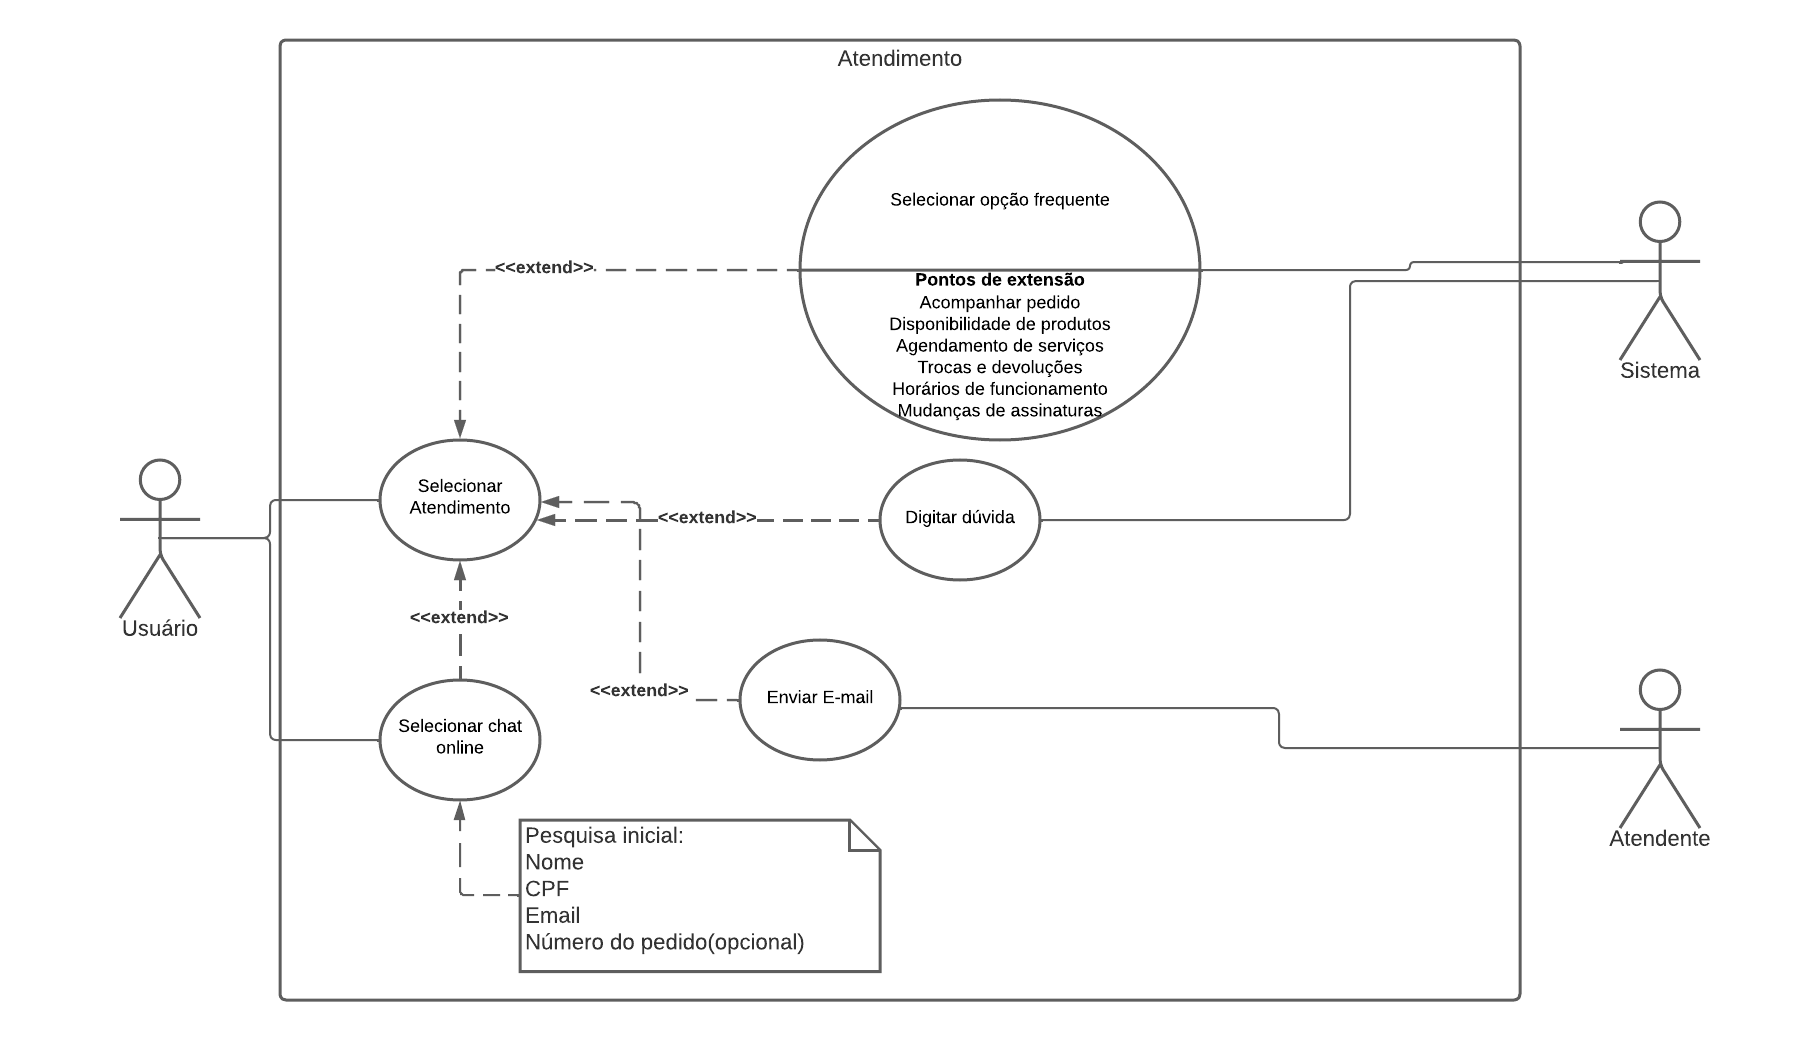 Atendimento
Selecionar opção frequente
<<extend>>
Pontos de extensão
Acompanhar pedido
Disponibilidade de produtos
Agendamento de serviços
Trocas e devoluções
Horários de funcionamento
Mudanças de assinaturas
Sistema
Selecionar
Atendimento
<<extend>>
Digitar dúvida
Usuário
<<extend>>
<<extend>>
Enviar E-mail
Selecionar chat
online
Atendente
Pesquisa inicial:
Nome
CPF
Email
Número do pedido(opcional)